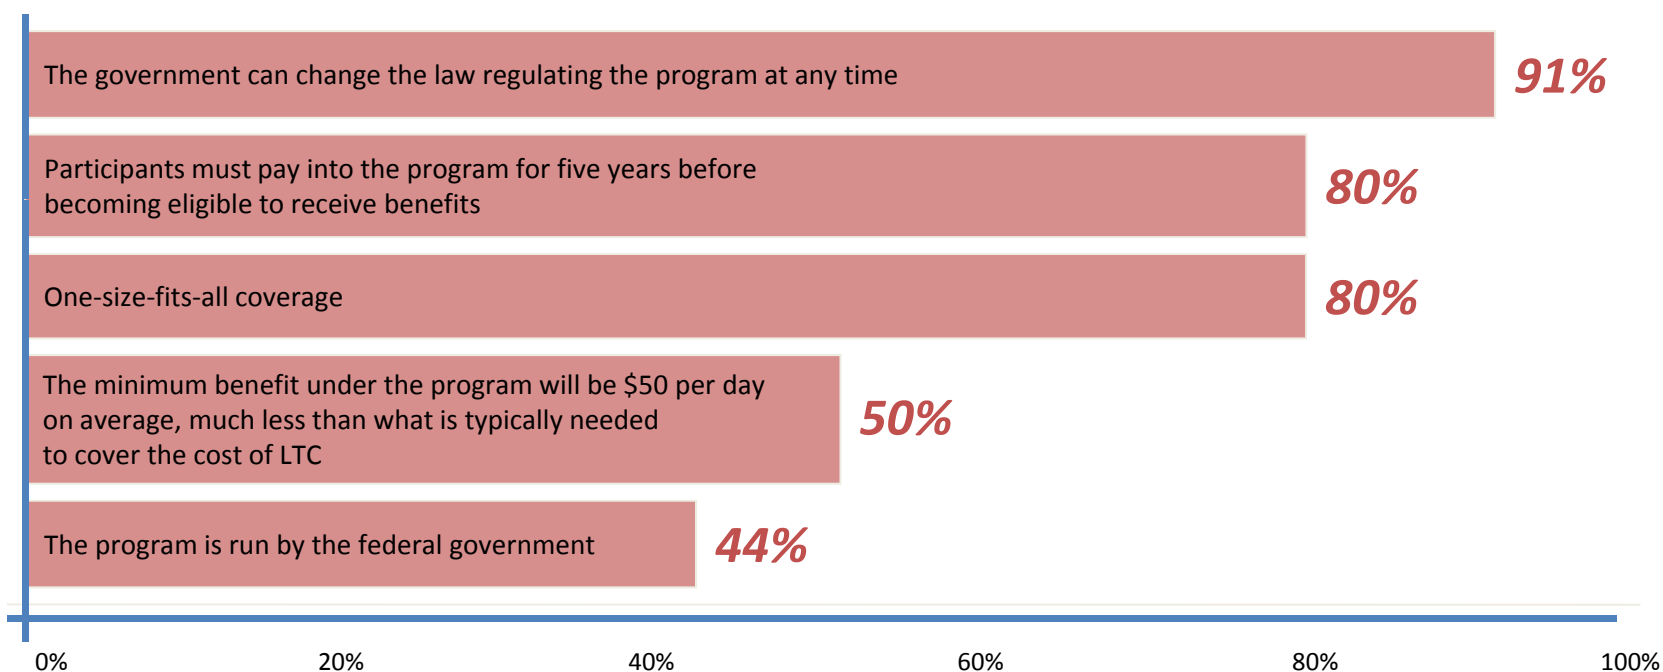 The government can change the law regulating the program at any time
91%
Participants must pay into the program for five years before
becoming eligible to receive benefits
80%
One-size-fits-all coverage
80%
The minimum benefit under the program will be $50 per day
on average, much less than what is typically needed
to cover the cost of LTC
50%
The program is run by the federal government
44%
0% 20% 40% 60% 80% 100%